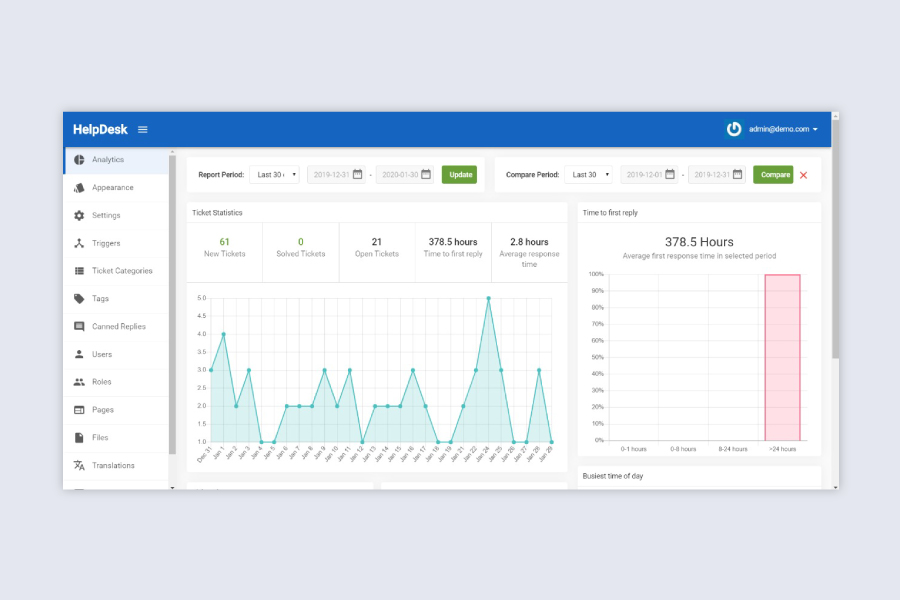 HelpDesk
admin@demo.com
Analytics
Appearance
Settings
Triggers
Ticket Categories
Tags
Canned Replies
Users
Roles
Pages
Files
Translations
Report Period: Last 30 2019-12-31 - 2020-01-30 Update
Compare Period: Last 30 2019-12-01 - 2019-12-31 Compare
Ticket Statistics
61
New Tickets
0
Solved Tickets
21
Open Tickets
378.5 hours
Time to first reply
2.8 hours
Average response
time
5.0
4.5
4.0
3.5
3.0
2.5
2.0
1.5
1.0
Dec 31 Jan 1 Jan 2 Jan 3 Jan 4 Jan 5 Jan 6 Jan 7 Jan 8 Jan 9 Jan 10 Jan 11 Jan 12 Jan 13 Jan 14 Jan 15 Jan 16 Jan 17 Jan 18 Jan 19 Jan 21 Jan 22 Jan 23 Jan 24 Jan 25 Jan 26 Jan 27 Jan 28 Jan 29
Time to first reply
378.5 Hours
Average first response time in selected period
100%
90%
80%
70%
60%
50%
40%
30%
20%
10%
0%
0-1 hours 0-8 hours 8-24 hours >24 hours
Busiest time of day